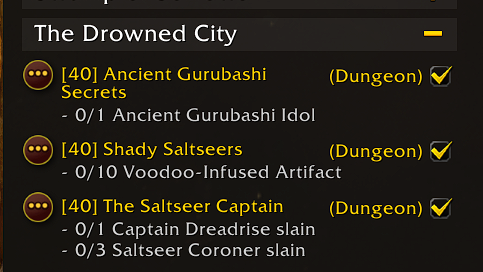 The Drowned City
[40] Ancient Gurubashi (Dungeon)
Secrets
- 0/1 Ancient Gurubashi Idol
[40] Shady Saltseers (Dungeon)
- 0/10 Voodoo-Infused Artifact
[40] The Saltseer Captain (Dungeon)
- 0/1 Captain Dreadrise slain
- 0/3 Saltseer Coroner slain